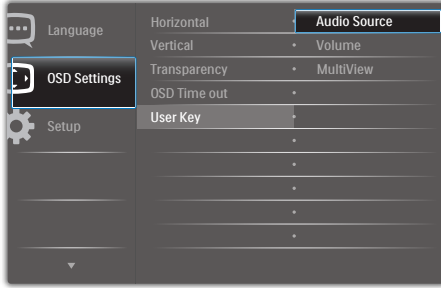 Language
OSD Settings
Setup
Horizontal
Vertical
Transparency
OSD Time out
User Key
Audio Source
Volume
MultiView